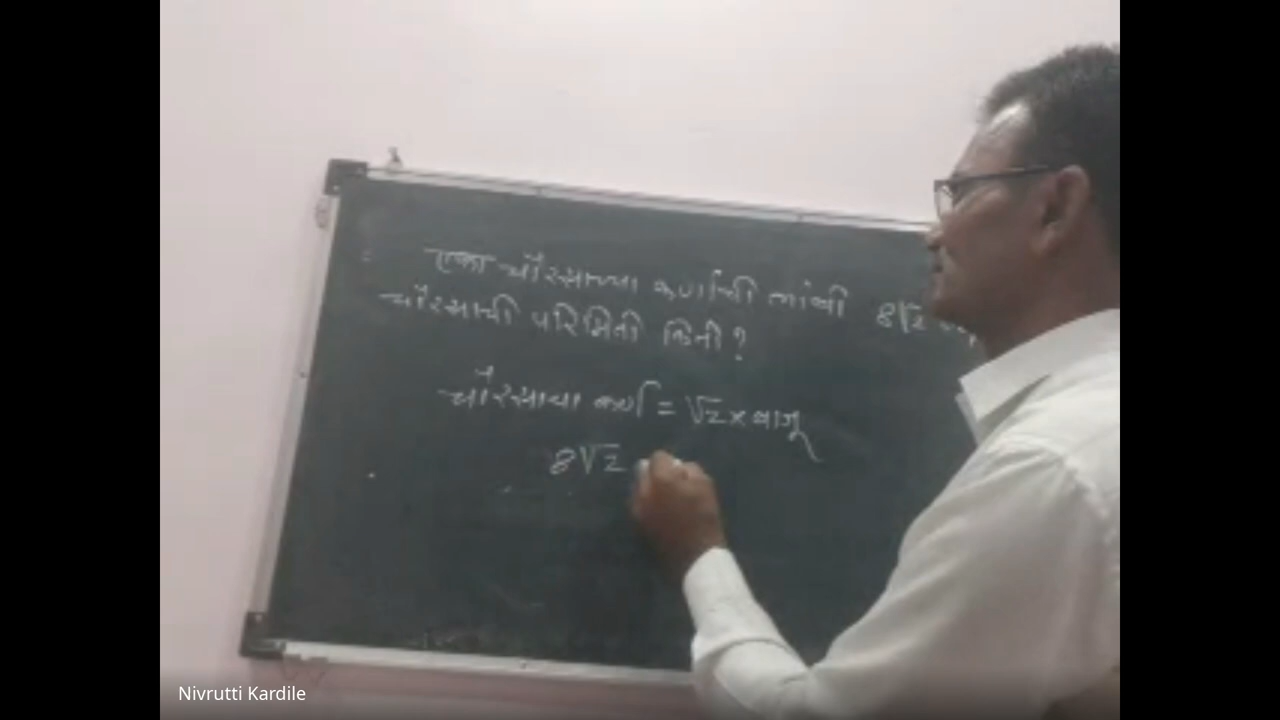 एका चौरसाच्या कर्णाची लांबी 8√2
चौरसाची परिमिती किती?
चौरसाचा कर्ण = √2 × बाजू
8√2
Nivrutti Kardile